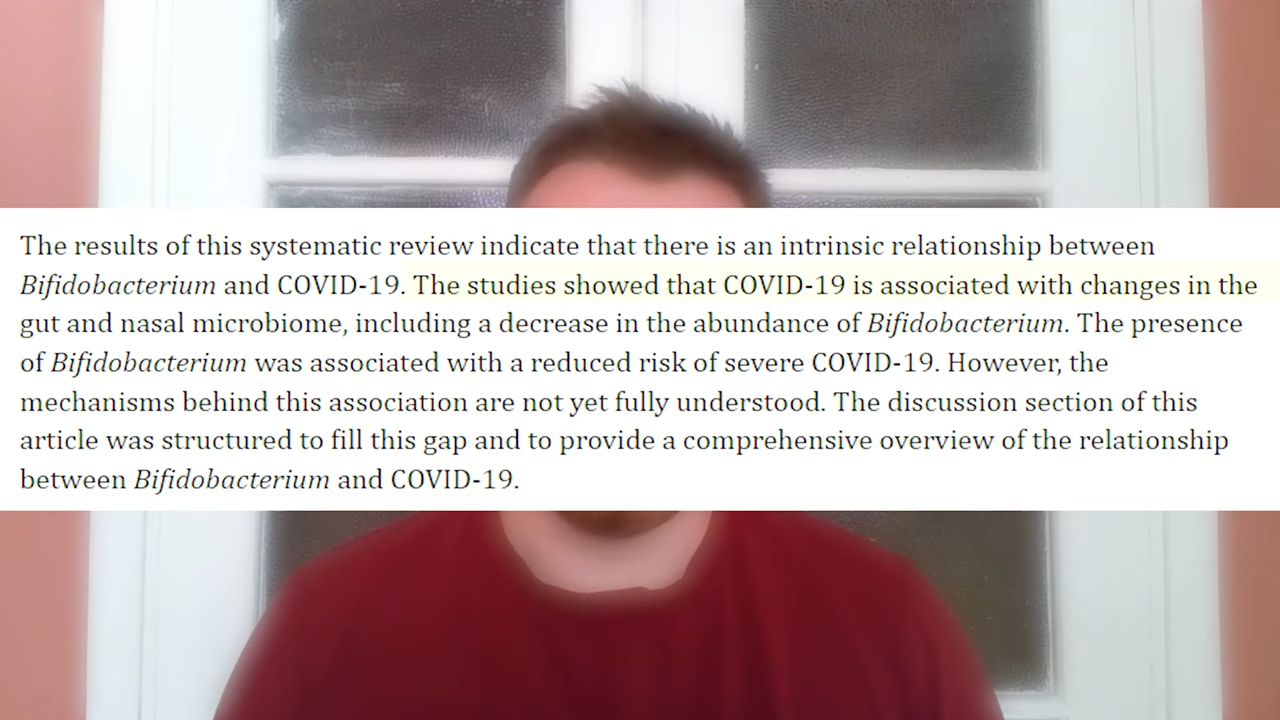 The results of this systematic review indicate that there is an intrinsic relationship between
Bifidobacterium and COVID-19. The studies showed that COVID-19 is associated with changes in the
gut and nasal microbiome, including a decrease in the abundance of Bifidobacterium. The presence
of Bifidobacterium was associated with a reduced risk of severe COVID-19. However, the
mechanisms behind this association are not yet fully understood. The discussion section of this
article was structured to fill this gap and to provide a comprehensive overview of the relationship
between Bifidobacterium and COVID-19.